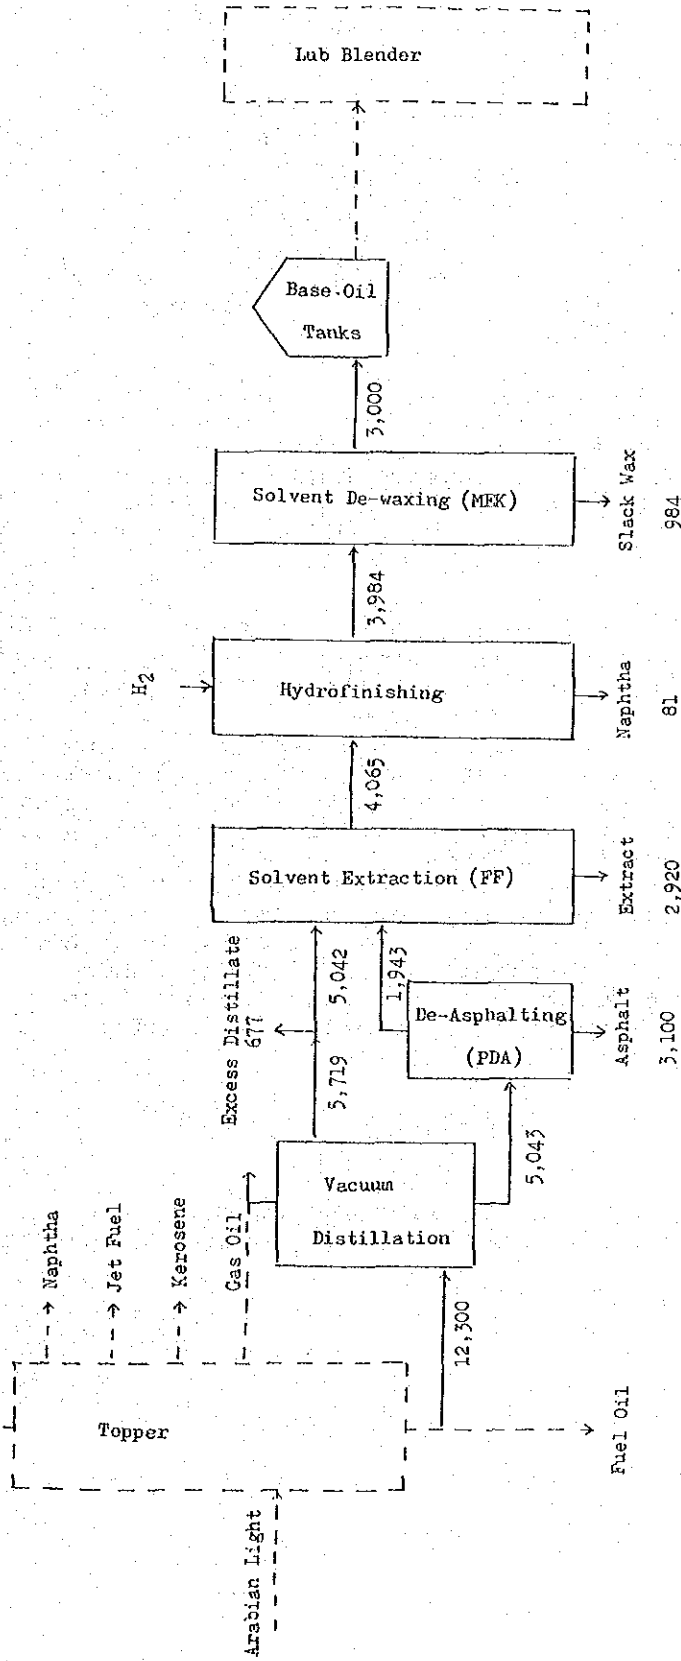 Lub Blender
Base Oil
Tanks
3,000
Solvent De-waxing (MEK)
Slack Wax
984
3,984
H2
Hydrofinishing
Naphtha
81
4,065
Solvent Extraction (FF)
Extract
2,920
Excess Distillate
677
5,042
1,943
5,719
De-Asphalting
(PDA)
Asphalt
3,100
5,043
Vacuum
Distillation
Naphtha
Jet Fuel
Kerosene
Gas Oil
12,300
Topper
Fuel Oil
Arabian Light